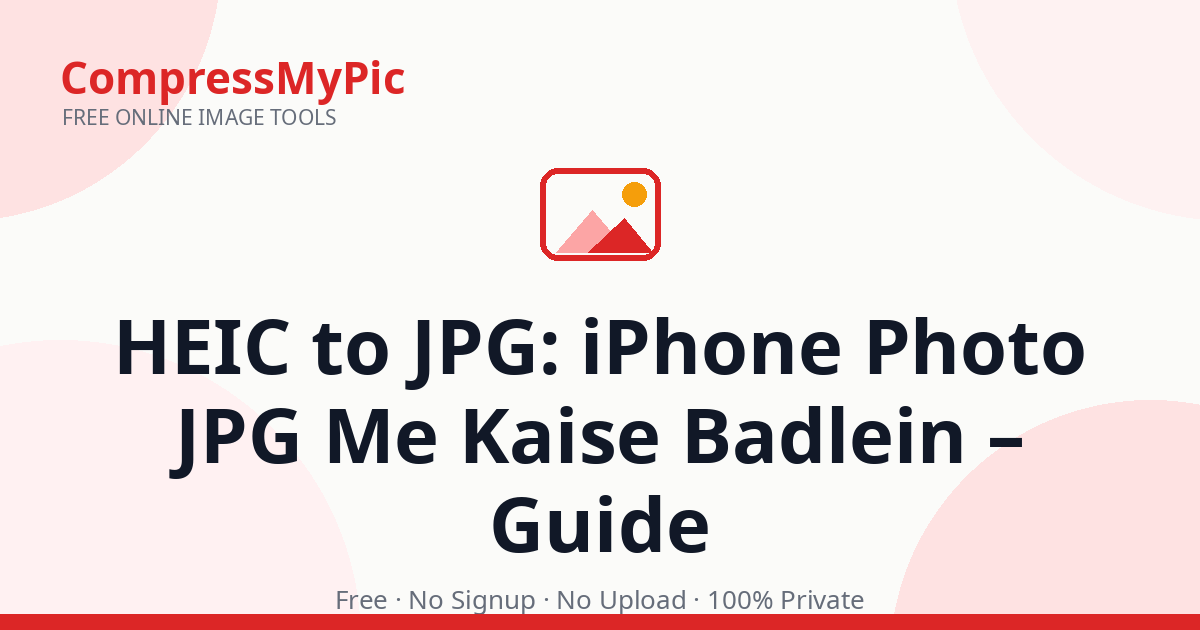 CompressMyPic
FREE ONLINE IMAGE TOOLS
HEIC to JPG: iPhone Photo
JPG Me Kaise Badlein –
Guide
Free · No Signup · No Upload · 100% Private